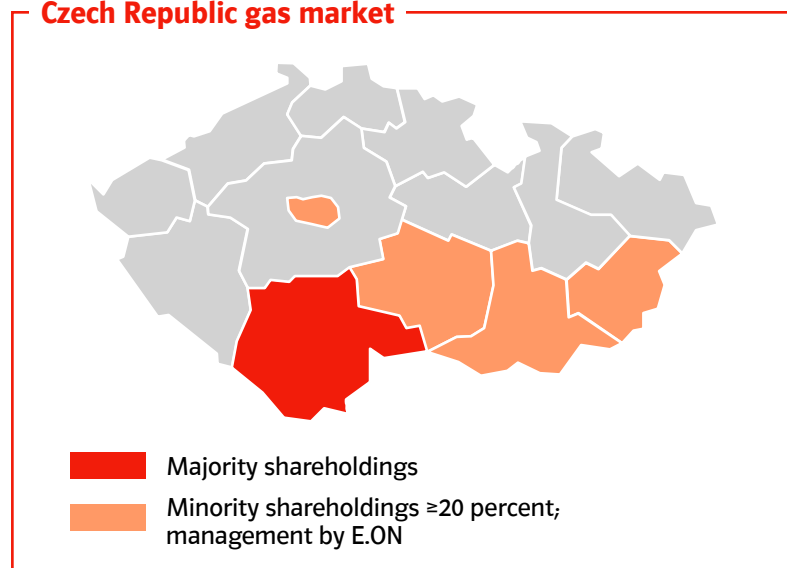 Czech Republic gas market
Majority shareholdings
Minority shareholdings ≥20 percent;
management by E.ON